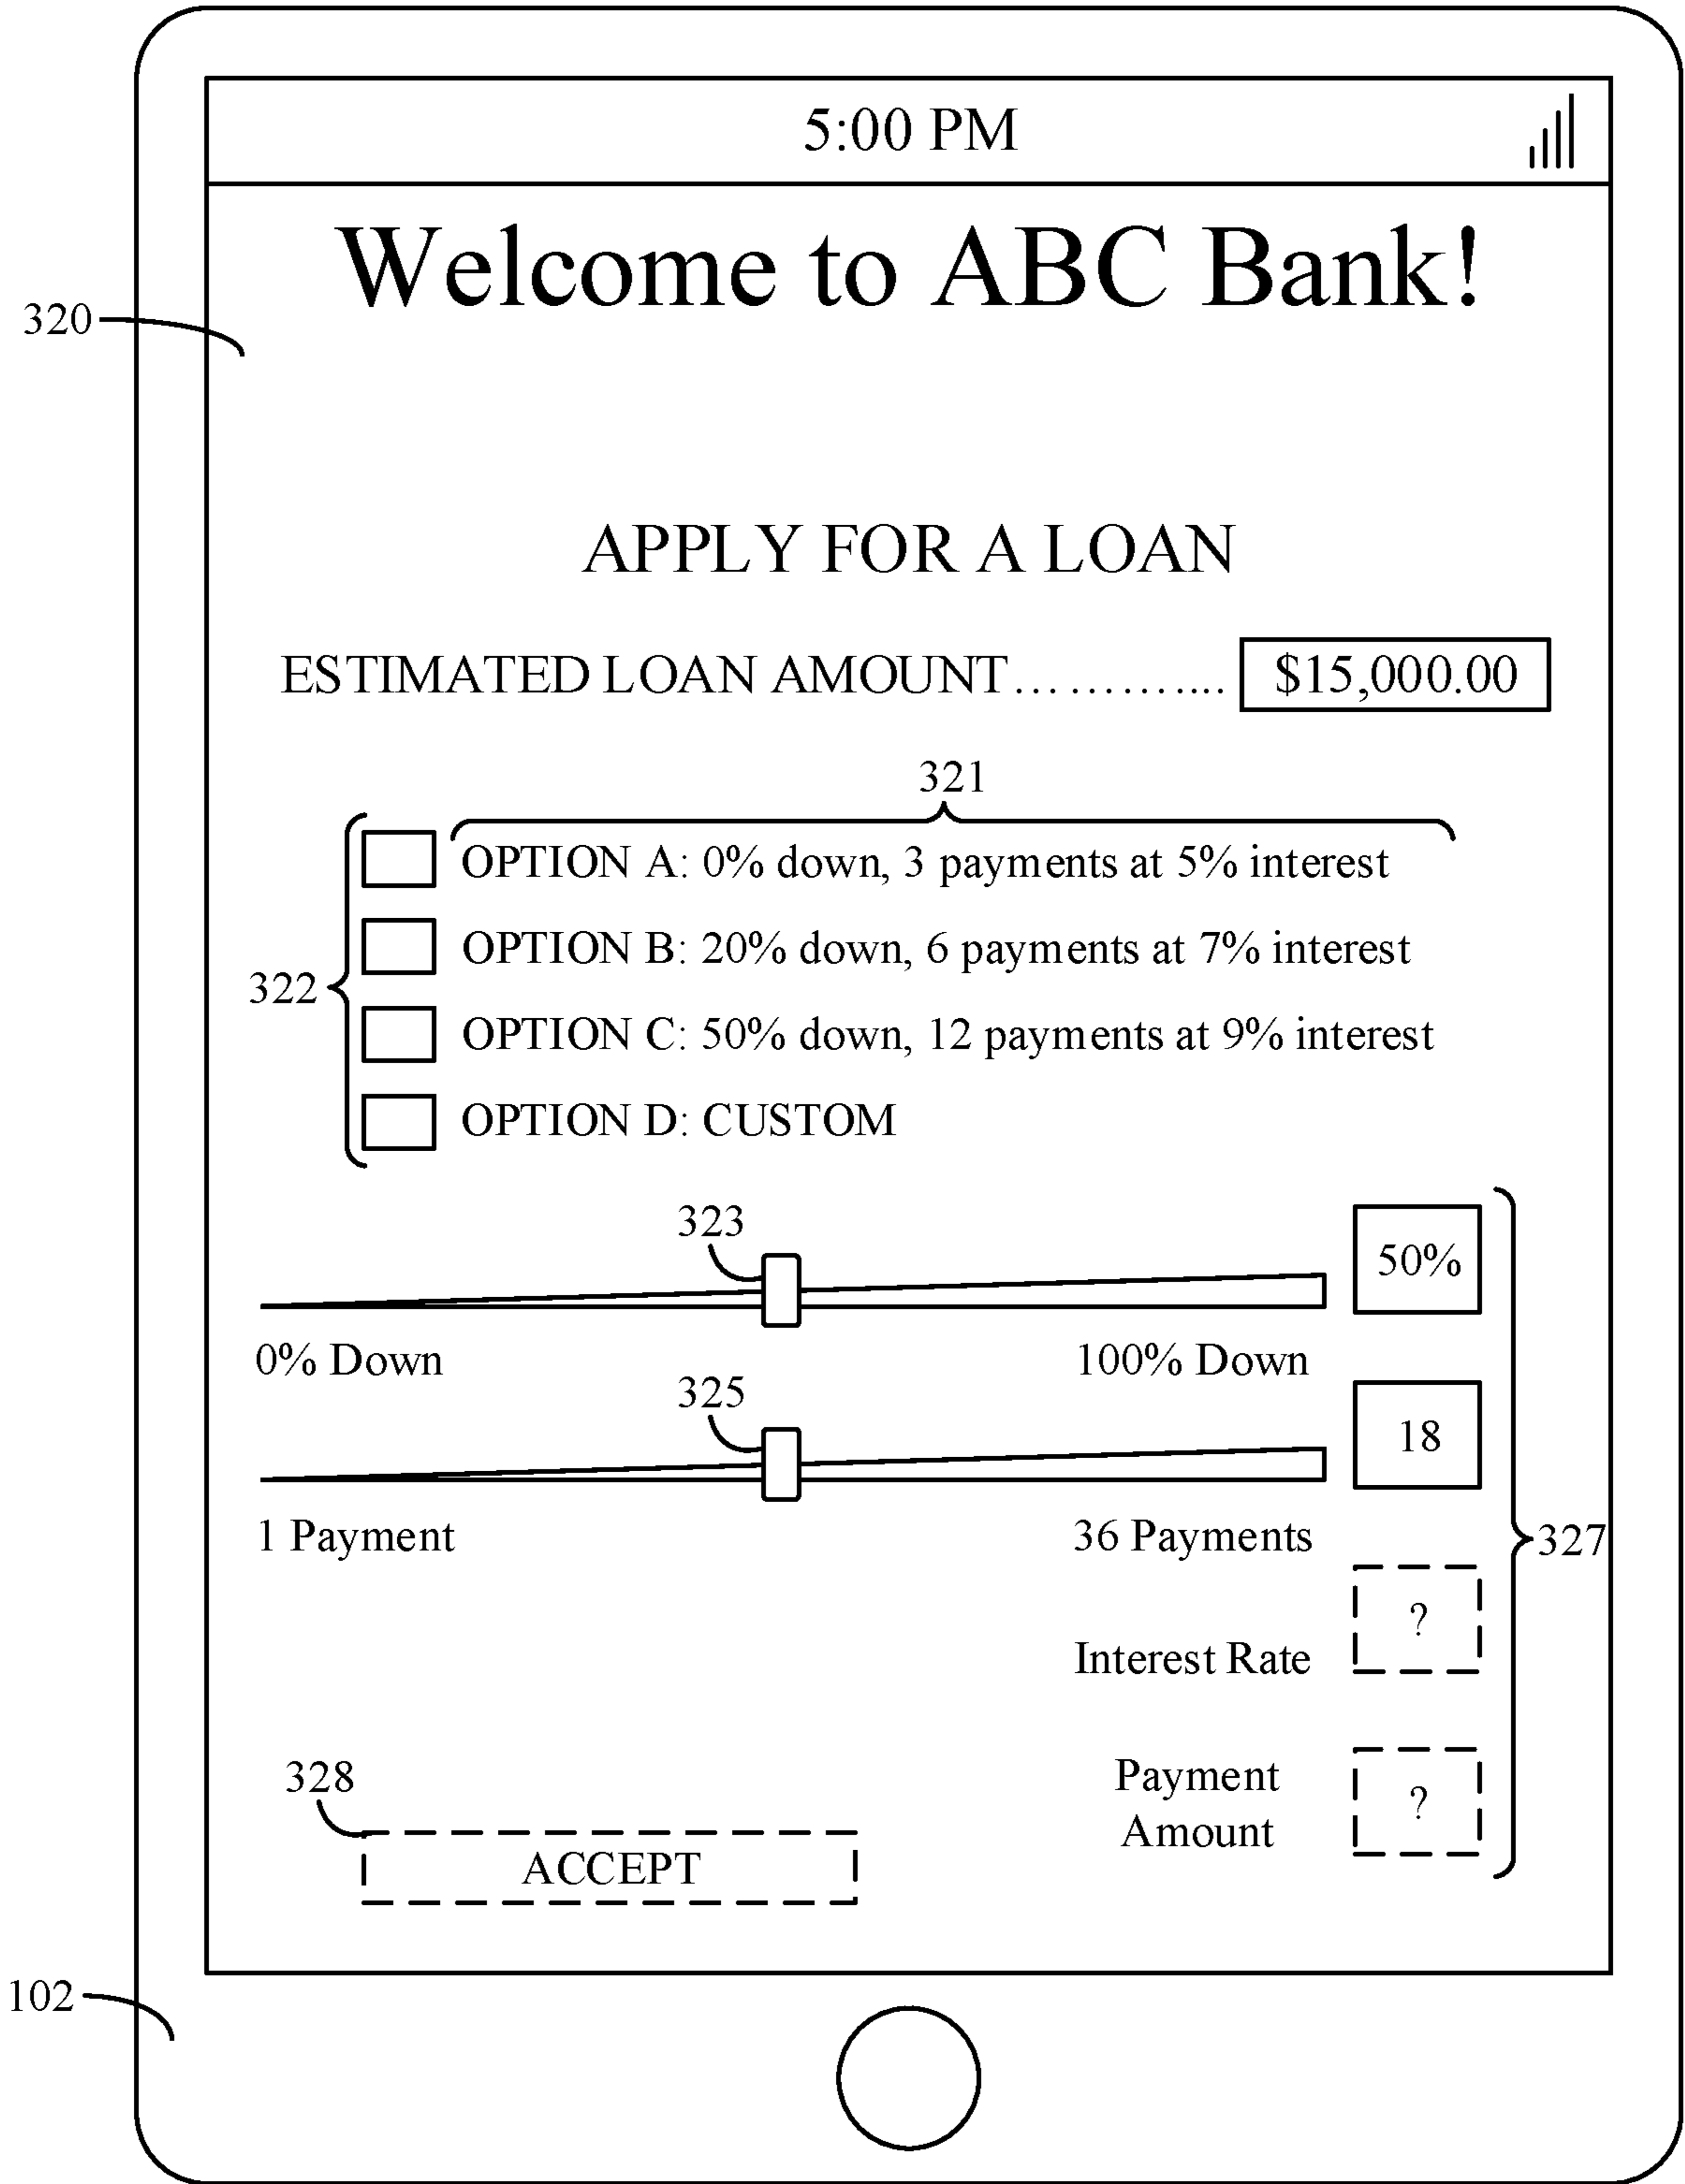 5:00 PM
Welcome to ABC Bank!
320
APPLY FOR A LOAN
ESTIMATED LOAN AMOUNT............. $15,000.00
321
OPTION A: 0% down, 3 payments at 5% interest
OPTION B: 20% down, 6 payments at 7% interest
322
OPTION C: 50% down, 12 payments at 9% interest
OPTION D: CUSTOM
323
50%
0% Down 100% Down
325
18
1 Payment 36 Payments
327
?
Interest Rate
328
Payment
Amount
?
ACCEPT
102